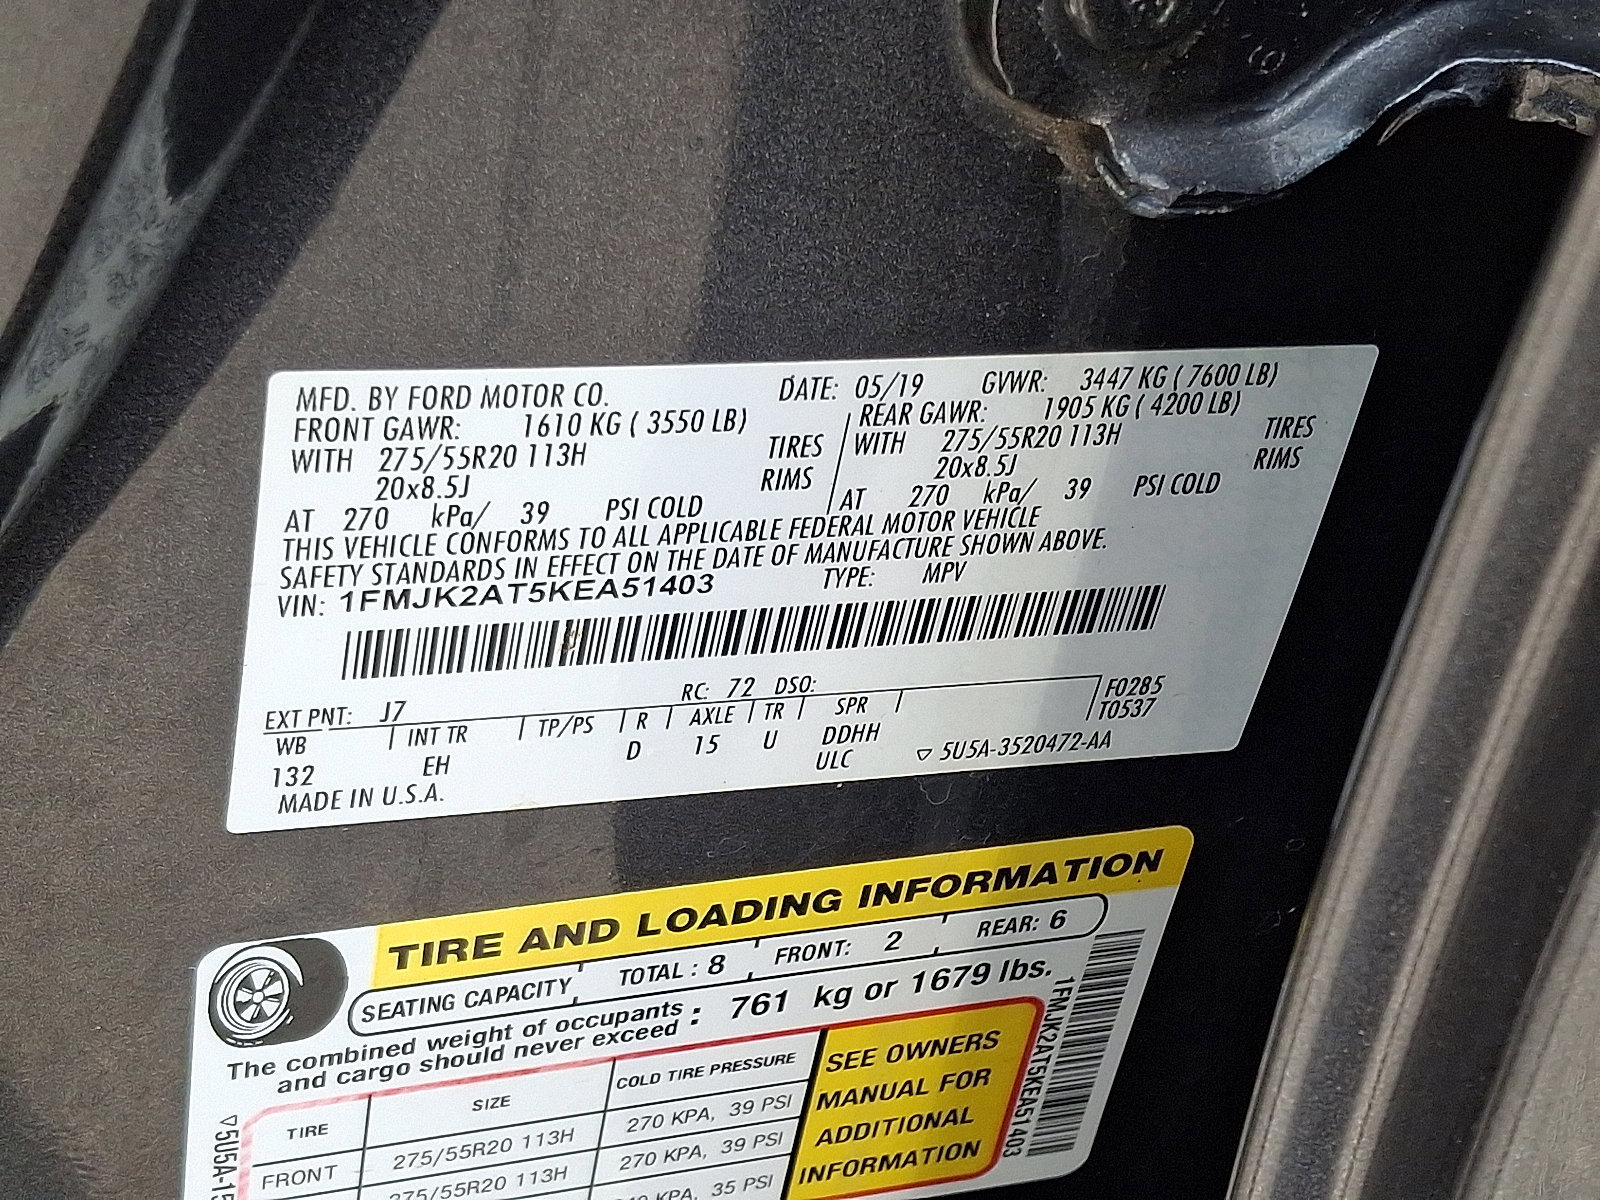 MFD. BY FORD MOTOR CO. DATE: 05/19 GVWR: 3447 KG ( 7600 LB)
FRONT GAWR: 1610 KG ( 3550 LB) REAR GAWR: 1905 KG ( 4200 LB)
WITH 275/55R20 113H TIRES WITH 275/55R20 113H TIRES
20x8.5J RIMS 20x8.5J RIMS
AT 270 kPa/ 39 PSI COLD AT 270 kPa/ 39 PSI COLD
THIS VEHICLE CONFORMS TO ALL APPLICABLE FEDERAL MOTOR VEHICLE
SAFETY STANDARDS IN EFFECT ON THE DATE OF MANUFACTURE SHOWN ABOVE.
VIN: 1FMJK2AT5KEA51403 TYPE: MPV
EXT PNT: J7 RC: 72 DSO: F0285
WB INT TR TP/PS R AXLE TR SPR T0537
132 EH D 15 U DDHH
ULC 5U5A-3520472-AA
MADE IN U.S.A.
TIRE AND LOADING INFORMATION
SEATING CAPACITY TOTAL : 8 FRONT: 2 REAR: 6
The combined weight of occupants and cargo should never exceed : 761 kg or 1679 lbs.
TIRE SIZE COLD TIRE PRESSURE
FRONT 275/55R20 113H 270 KPA, 39 PSI
275/55R20 113H 270 KPA, 39 PSI
KPA, 35 PSI
SEE OWNERS
MANUAL FOR
ADDITIONAL
INFORMATION
1FMJK2AT5KEA51403
5U5A-15